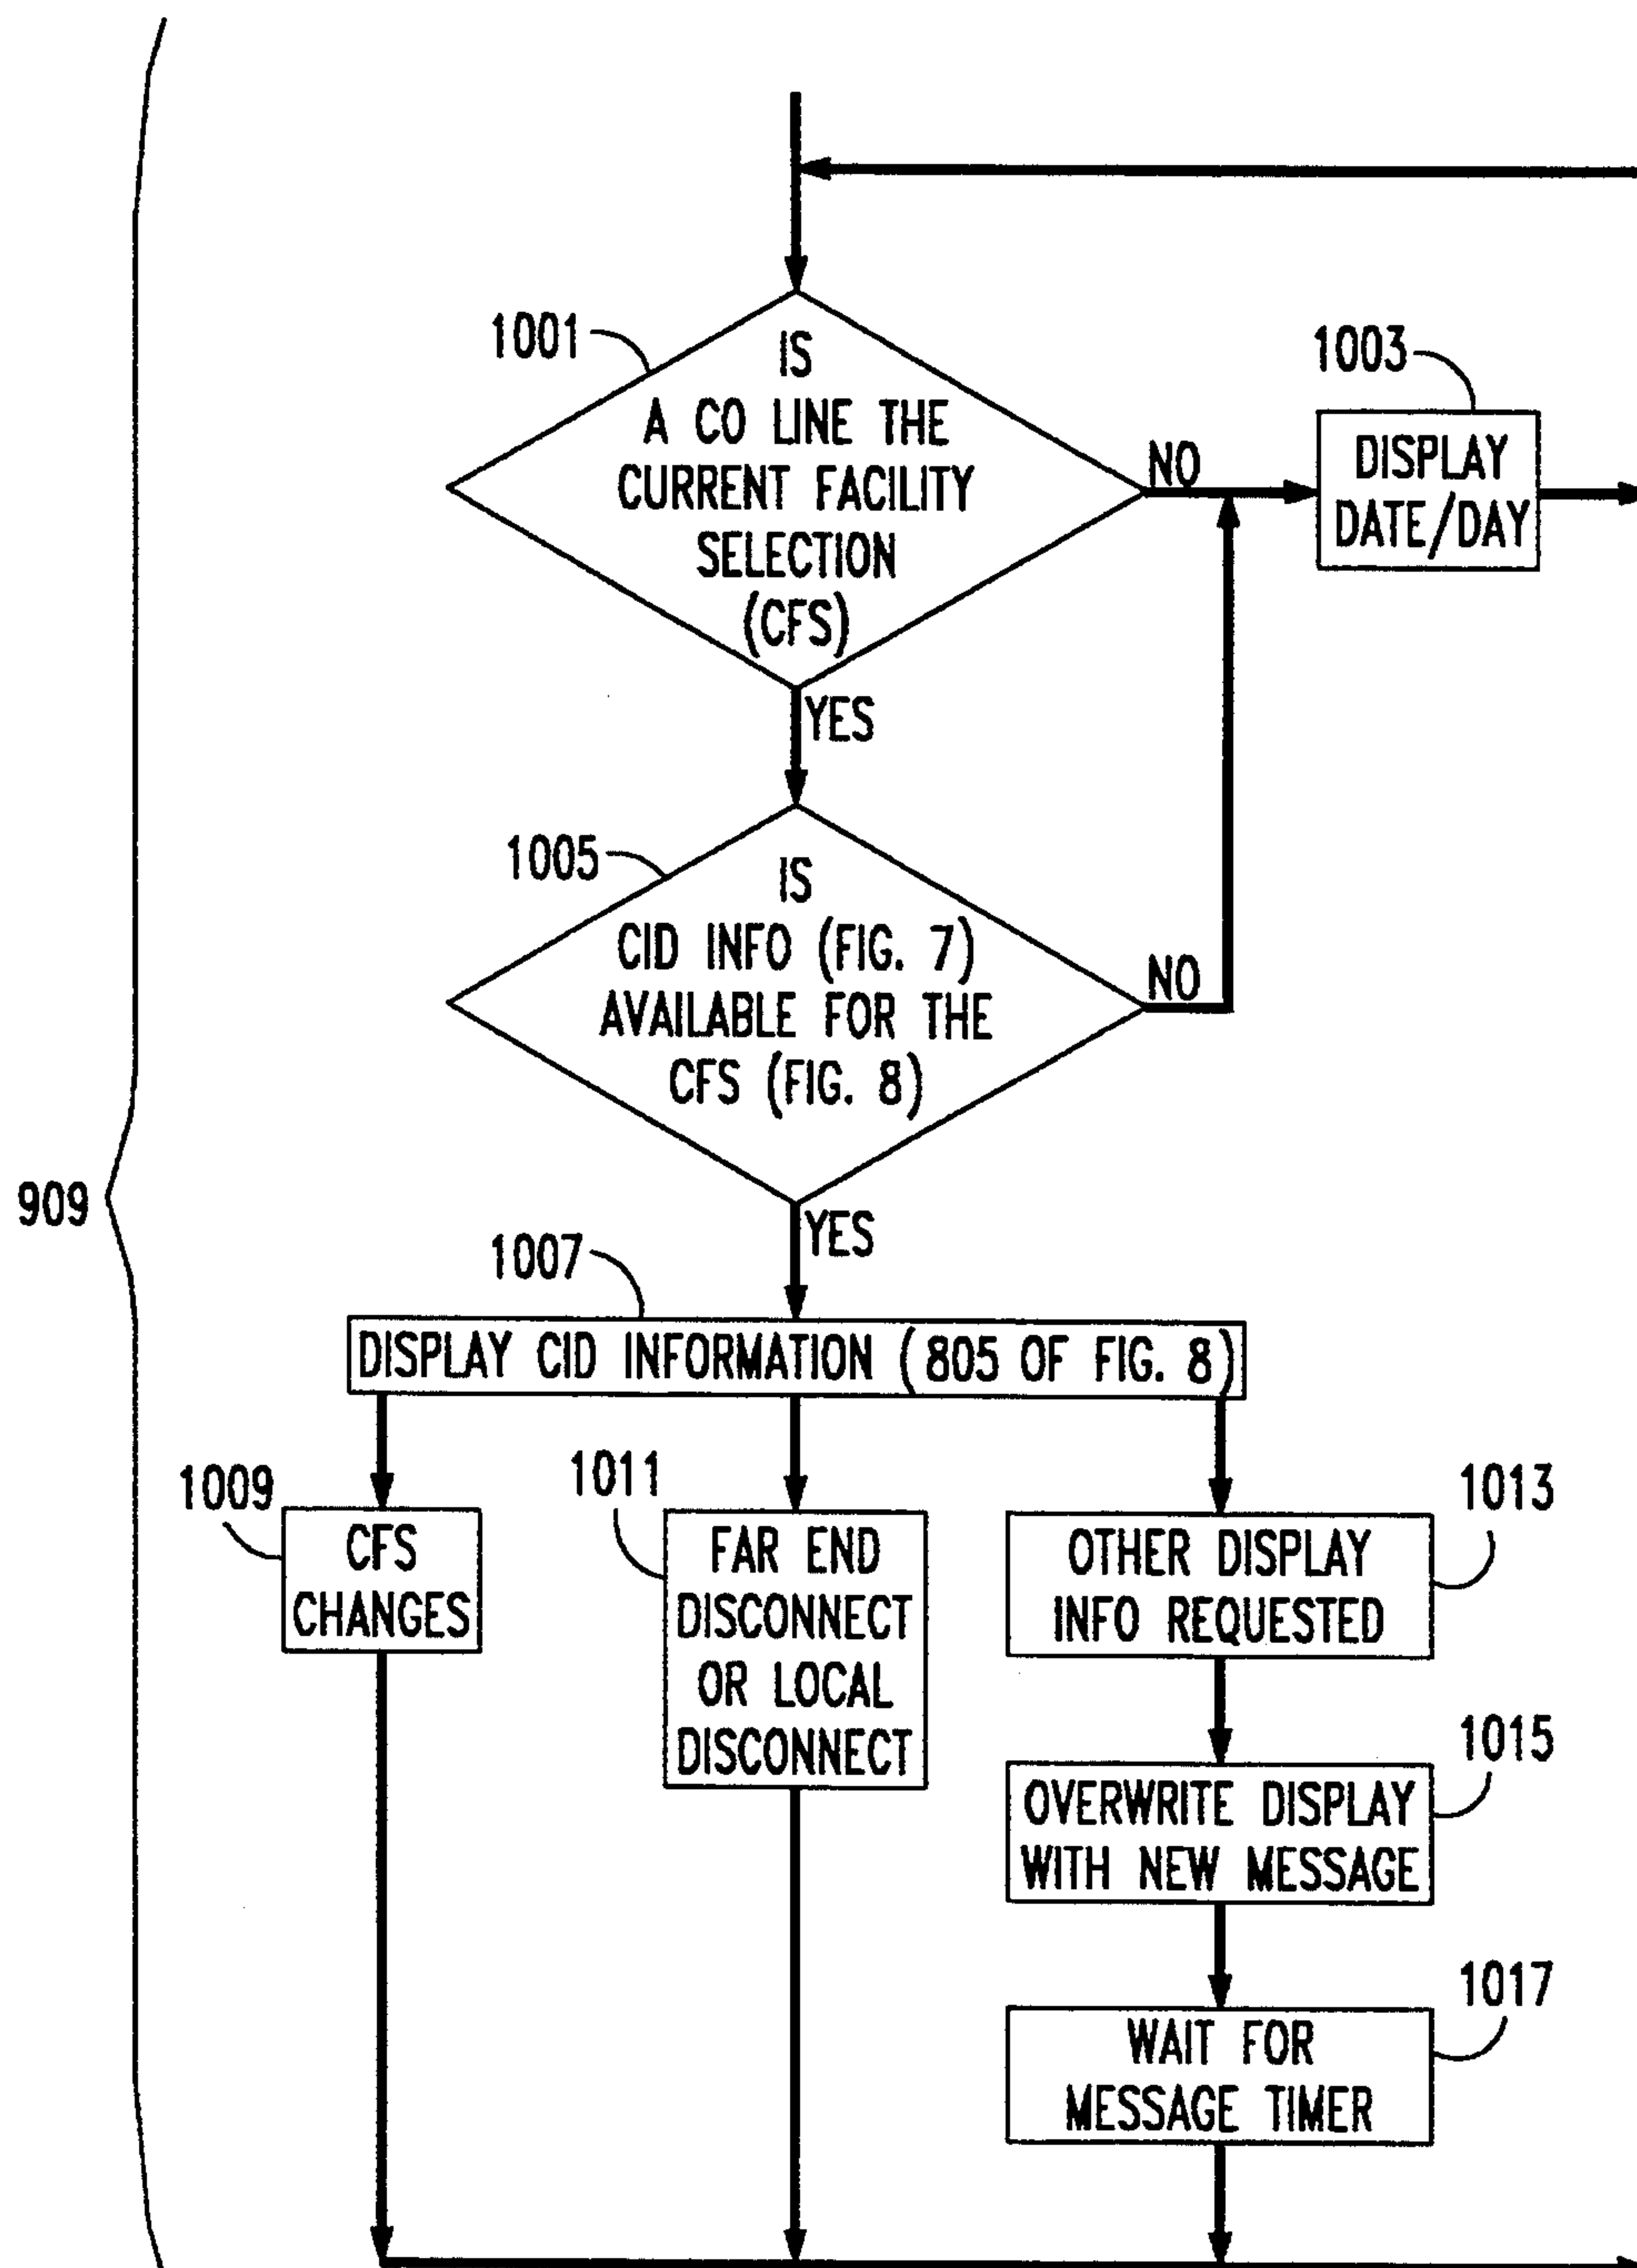 1001
IS
A CO LINE THE
CURRENT FACILITY
SELECTION
(CFS)
NO
1003
DISPLAY
DATE/DAY
YES
1005
IS
CID INFO (FIG. 7)
AVAILABLE FOR THE
CFS (FIG. 8)
NO
909
YES
1007
DISPLAY CID INFORMATION (805 OF FIG. 8)
1009
CFS
CHANGES
1011
FAR END
DISCONNECT
OR LOCAL
DISCONNECT
1013
OTHER DISPLAY
INFO REQUESTED
1015
OVERWRITE DISPLAY
WITH NEW MESSAGE
1017
WAIT FOR
MESSAGE TIMER